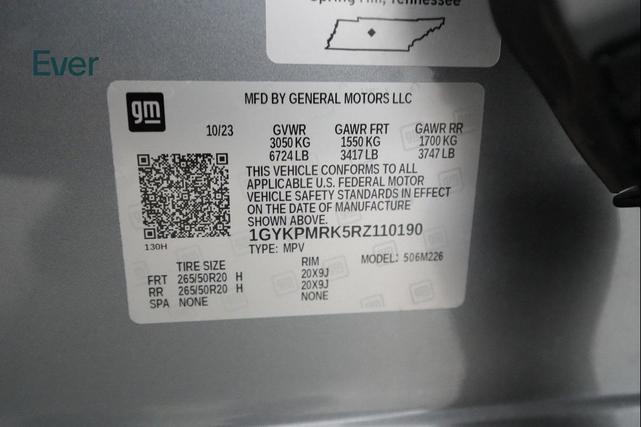 Spring Hill, Tennessee
Ever
gm
MFD BY GENERAL MOTORS LLC
10/23 GVWR GAWR FRT GAWR RR
3050 KG 1550 KG 1700 KG
6724 LB 3417 LB 3747 LB
THIS VEHICLE CONFORMS TO ALL
APPLICABLE U.S. FEDERAL MOTOR
VEHICLE SAFETY STANDARDS IN EFFECT
ON THE DATE OF MANUFACTURE
SHOWN ABOVE.
1GYKPMRK5RZ110190
130H TYPE: MPV
TIRE SIZE RIM MODEL: 506M226
FRT 265/50R20 H 20X9J
RR 265/50R20 H 20X9J
SPA NONE NONE